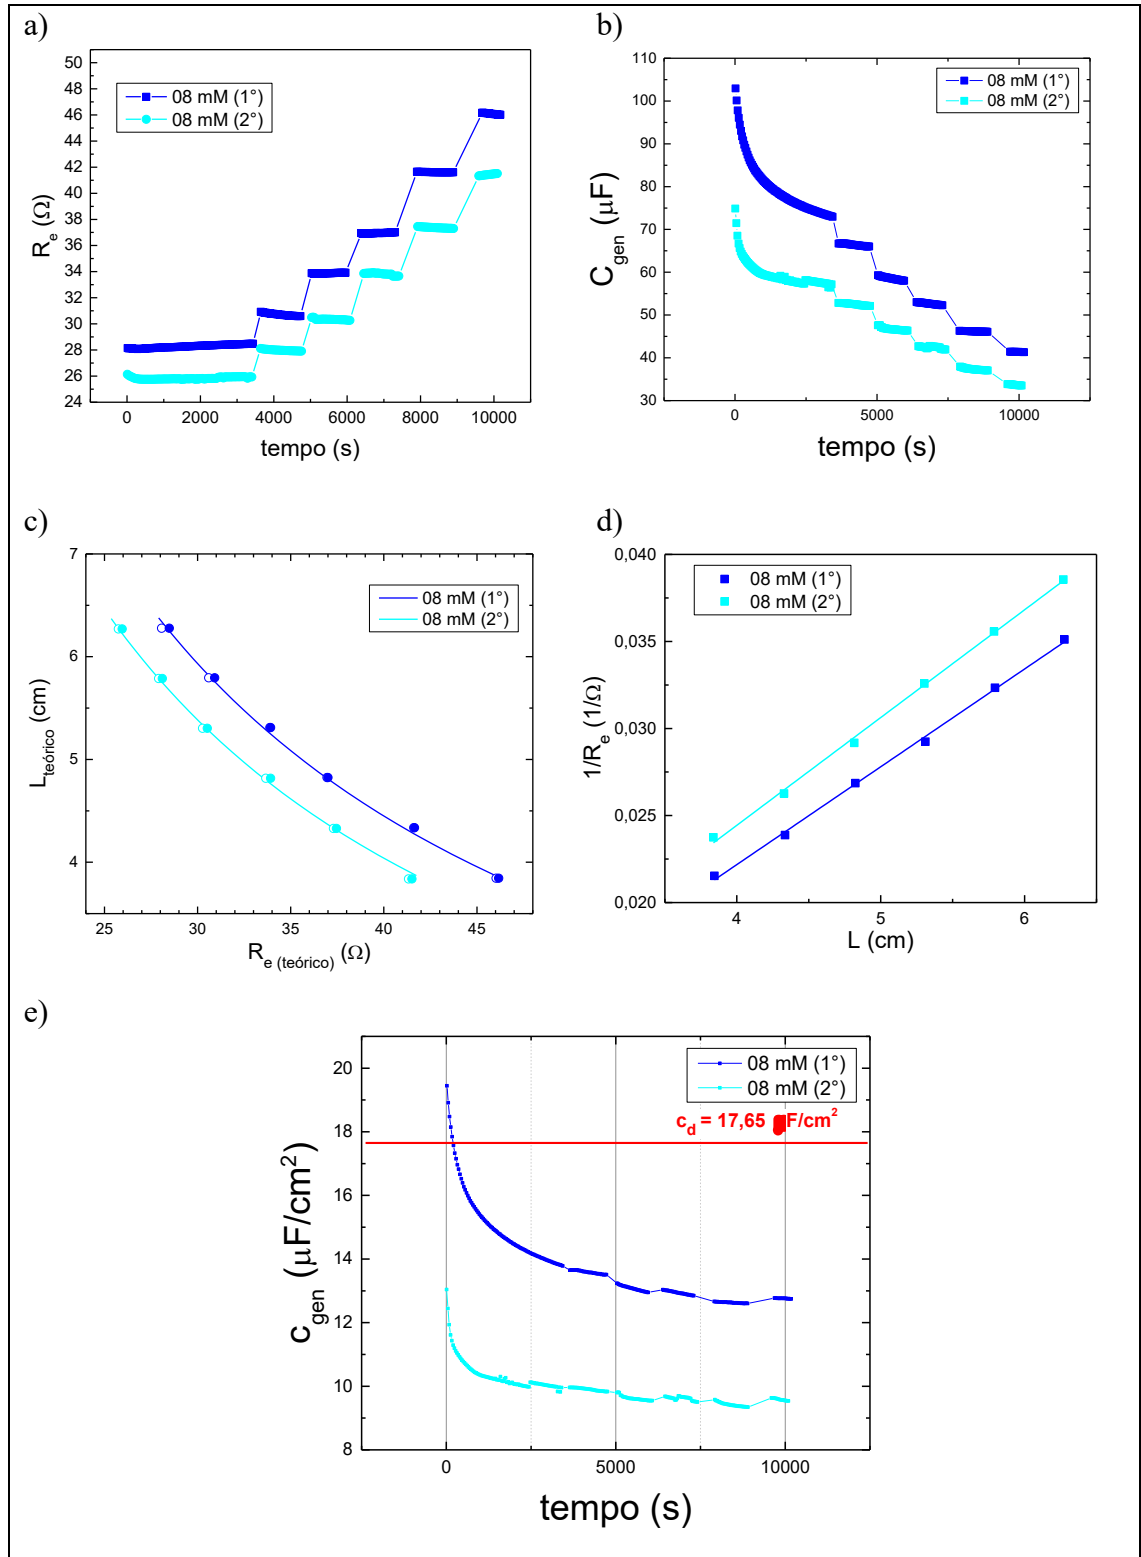 a)
50
48
46
44
42
40
38
36
34
32
30
28
26
24
R_e (Ω)
08 mM (1°)
08 mM (2°)
0 2000 4000 6000 8000 10000
tempo (s)
b)
110
100
90
80
70
60
50
40
30
C_gen (μF)
08 mM (1°)
08 mM (2°)
0 5000 10000
tempo (s)
c)
7
6
5
4
L_teórico (cm)
08 mM (1°)
08 mM (2°)
25 30 35 40 45
R_e (teórico) (Ω)
d)
0,040
0,035
0,030
0,025
0,020
1/R_e (1/Ω)
08 mM (1°)
08 mM (2°)
4 5 6
L (cm)
e)
20
18
16
14
12
10
8
c_gen (μF/cm²)
08 mM (1°)
08 mM (2°)
c_d = 17,65 F/cm²
0 5000 10000
tempo (s)